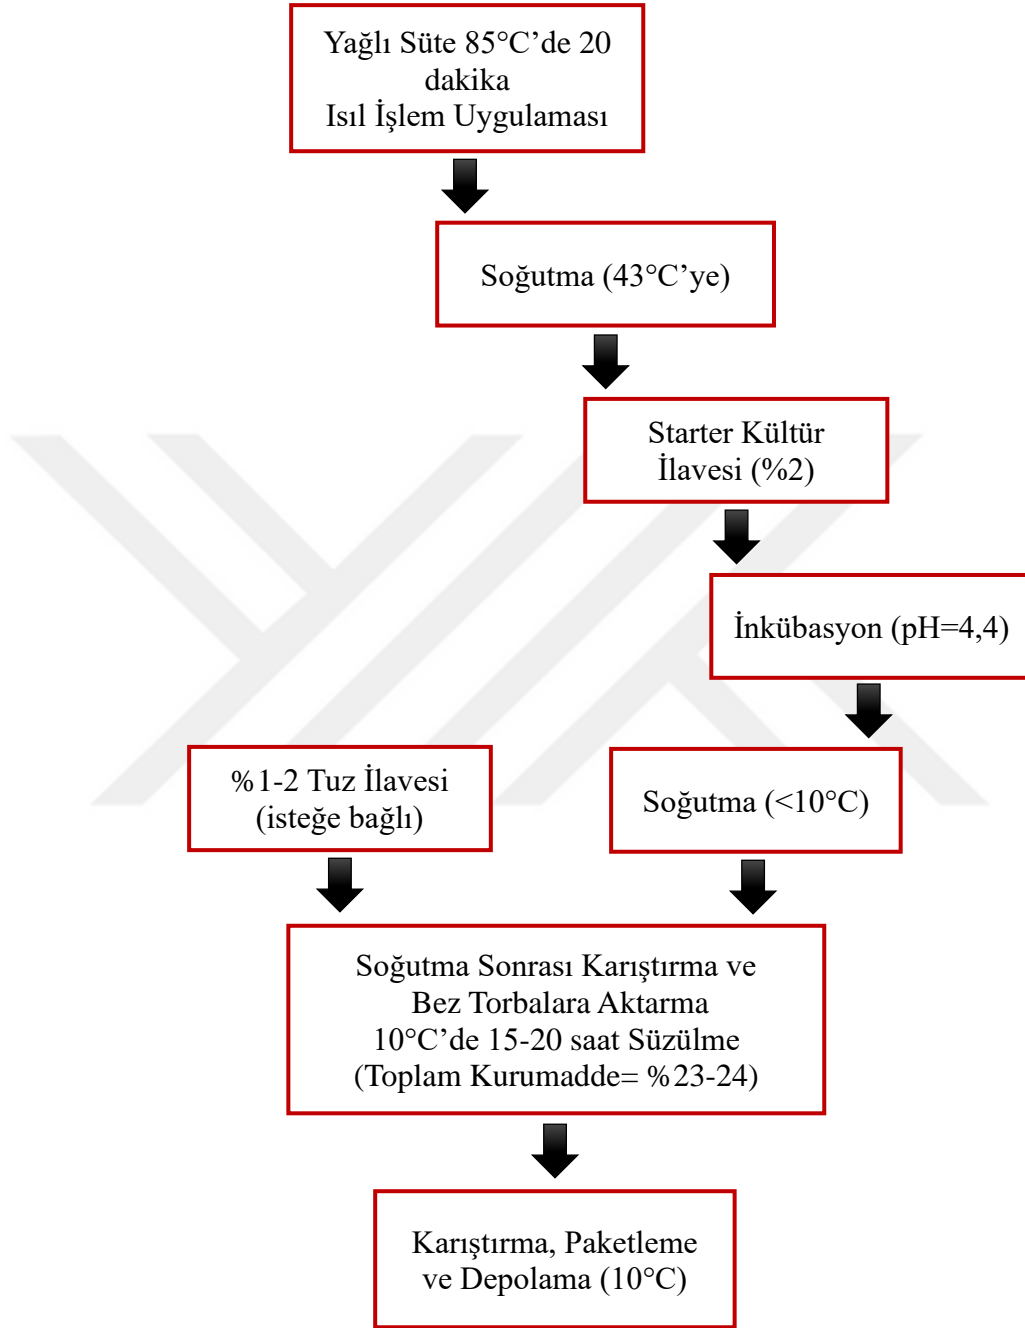 Yağlı Süte 85°C’de 20
dakika
Isıl İşlem Uygulaması
Soğutma (43°C’ye)
Starter Kültür
İlavesi (%2)
İnkübasyon (pH=4,4)
%1-2 Tuz İlavesi
(isteğe bağlı)
Soğutma (<10°C)
Soğutma Sonrası Karıştırma ve
Bez Torbalara Aktarma
10°C’de 15-20 saat Süzülme
(Toplam Kurumadde= %23-24)
Karıştırma, Paketleme
ve Depolama (10°C)